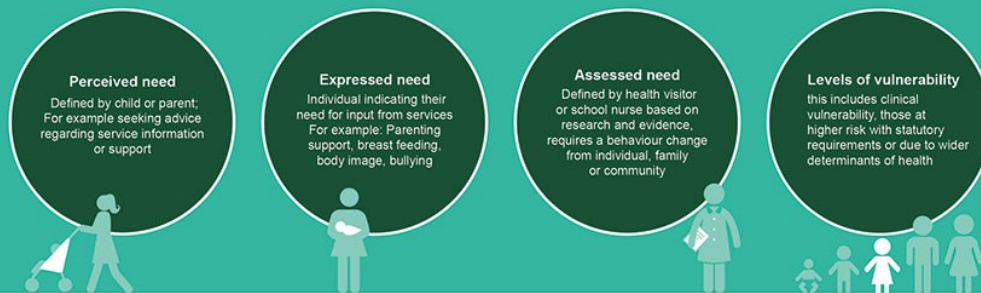 Perceived need
Defined by child or parent;
For example seeking advice
regarding service information
or support
Expressed need
Individual indicating their
need for input from services
For example: Parenting
support, breast feeding,
body image, bullying
Assessed need
Defined by health visitor
or school nurse based on
research and evidence,
requires a behaviour change
from individual, family
or community
Levels of vulnerability
this includes clinical
vulnerability, those at
higher risk with statutory
requirements or due to wider
determinants of health